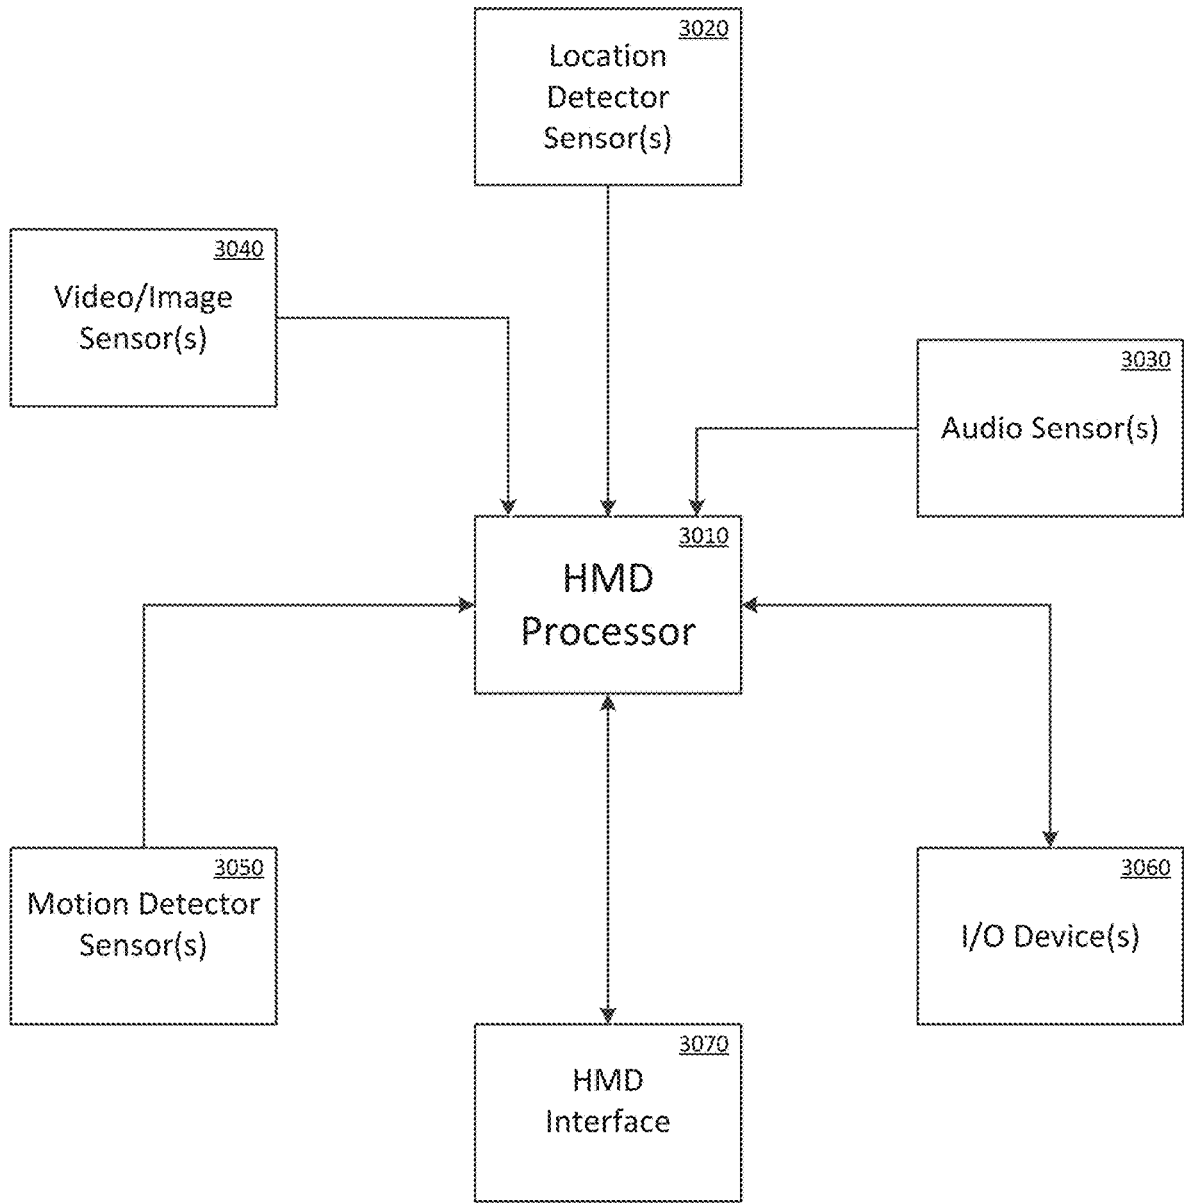 3020
Location
Detector
Sensor(s)
3040
Video/Image
Sensor(s)
3030
Audio Sensor(s)
3010
HMD
Processor
3050
Motion Detector
Sensor(s)
3060
I/O Device(s)
3070
HMD
Interface